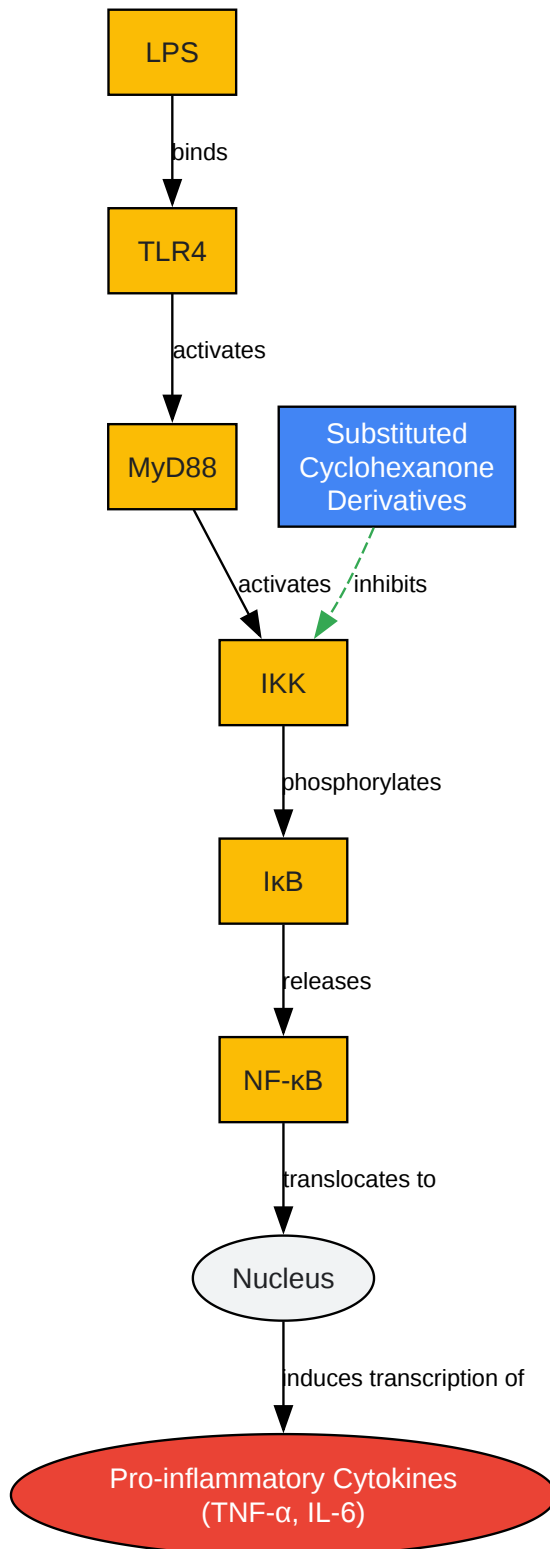 LPS
binds
TLR4
activates
MyD88
Substituted
Cyclohexanone
Derivatives
activates
inhibits
IKK
phosphorylates
IκB
releases
NF-κB
translocates to
Nucleus
induces transcription of
Pro-inflammatory Cytokines
(TNF-α, IL-6)